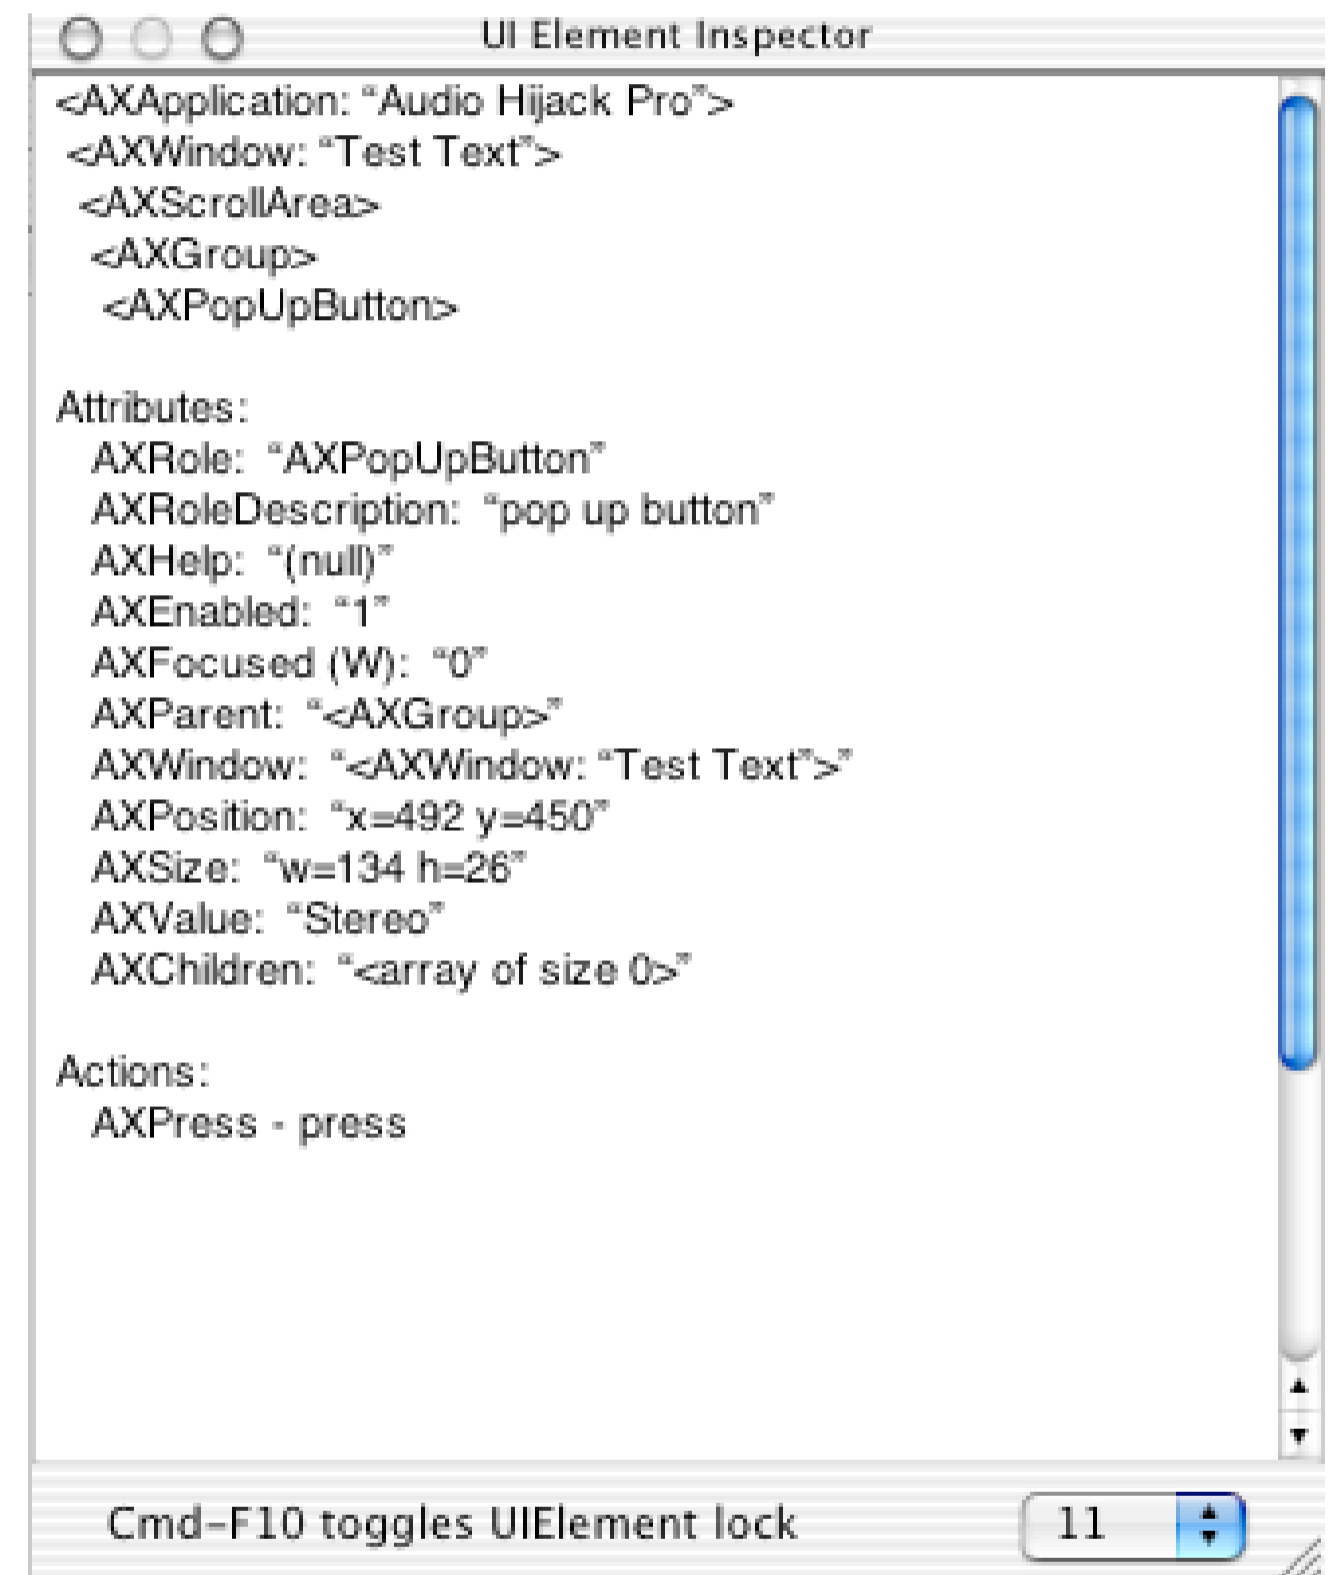 UI Element Inspector
<AXApplication: “Audio Hijack Pro”>
<AXWindow: “Test Text”>
<AXScrollArea>
<AXGroup>
<AXPopUpButton>
Attributes:
AXRole: “AXPopUpButton”
AXRoleDescription: “pop up button”
AXHelp: “(null)”
AXEnabled: “1”
AXFocused (W): “0”
AXParent: “<AXGroup>”
AXWindow: “<AXWindow: “Test Text”>”
AXPosition: “x=492 y=450”
AXSize: “w=134 h=26”
AXValue: “Stereo”
AXChildren: “<array of size 0>”
Actions:
AXPress - press
Cmd-F10 toggles UIElement lock 11